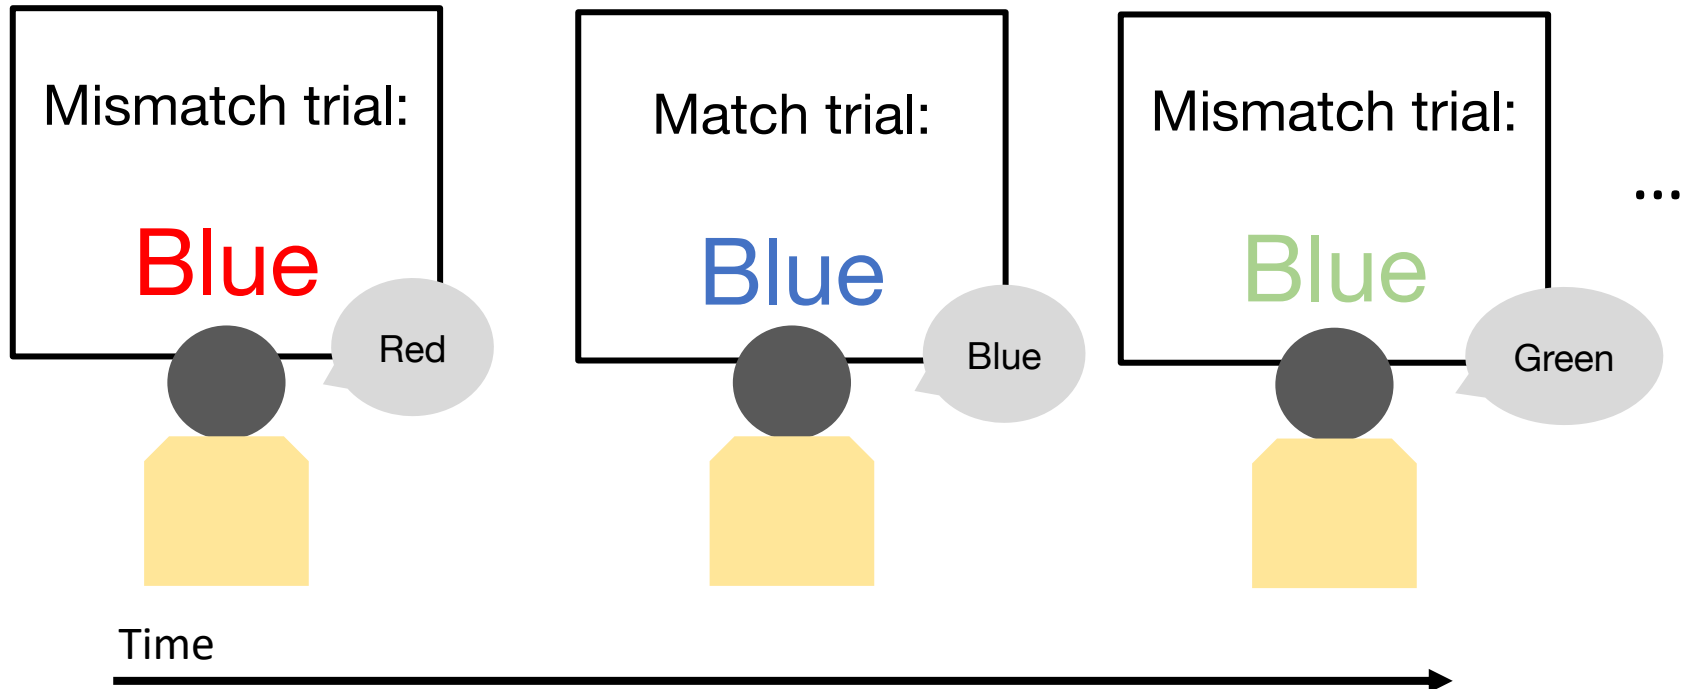 Mismatch trial:
Blue
Red
Match trial:
Blue
Blue
Mismatch trial:
Blue
Green
...
Time